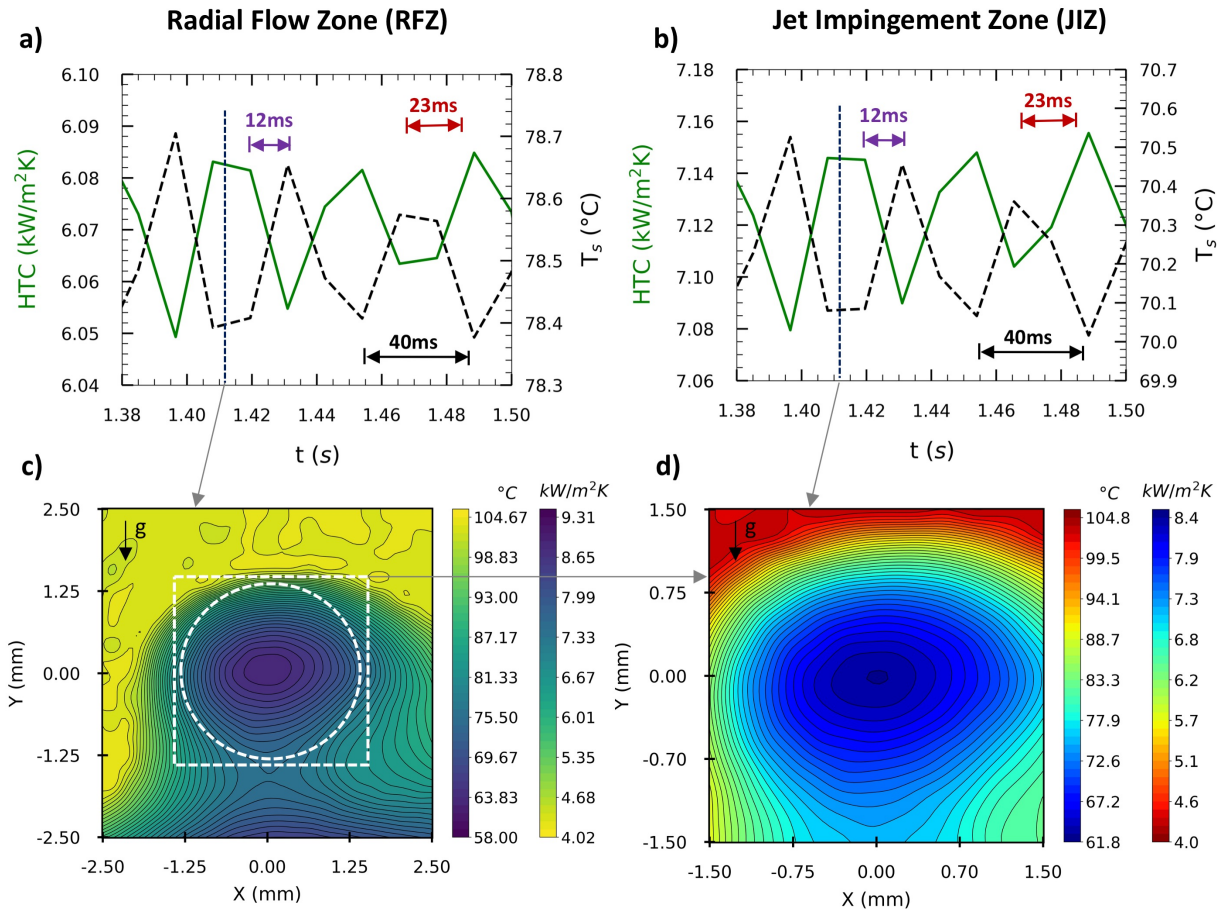 Radial Flow Zone (RFZ)
Jet Impingement Zone (JIZ)
a)
6.10
6.09
6.08
6.07
6.06
6.05
6.04
HTC (kW/m²K)
78.8
78.7
78.6
78.5
78.4
78.3
Tₛ (°C)
12ms
23ms
40ms
1.38 1.40 1.42 1.44 1.46 1.48 1.50
t (s)
b)
7.18
7.16
7.14
7.12
7.10
7.08
7.06
HTC (kW/m²K)
70.7
70.6
70.5
70.4
70.3
70.2
70.1
70.0
69.9
Tₛ (°C)
12ms
23ms
40ms
1.38 1.40 1.42 1.44 1.46 1.48 1.50
t (s)
c)
2.50
1.25
0.00
-1.25
-2.50
Y (mm)
g
-2.50 -1.25 0.00 1.25 2.50
X (mm)
°C
104.67
98.83
93.00
87.17
81.33
75.50
69.67
63.83
58.00
kW/m²K
9.31
8.65
7.99
7.33
6.67
6.01
5.35
4.68
4.02
d)
1.50
0.75
0.00
-0.70
-1.50
Y (mm)
g
-1.50 -0.75 0.00 0.70 1.50
X (mm)
°C
104.8
99.5
94.1
88.7
83.3
77.9
72.6
67.2
61.8
kW/m²K
8.4
7.9
7.3
6.8
6.2
5.7
5.1
4.6
4.0